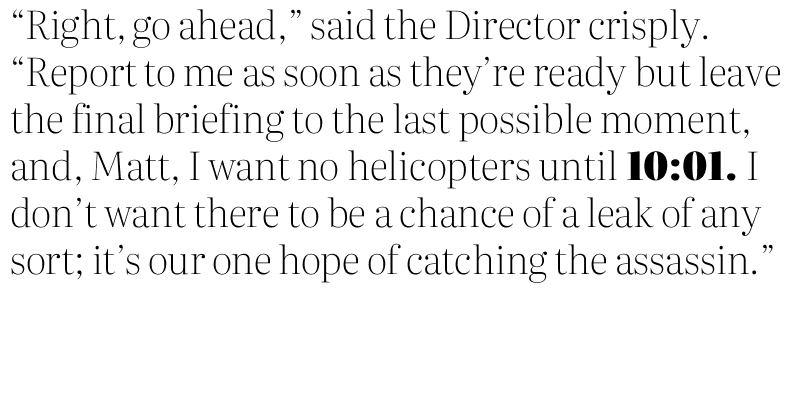 “Right, go ahead,” said the Director crisply.
“Report to me as soon as they’re ready but leave
the final briefing to the last possible moment,
and, Matt, I want no helicopters until 10:01. I
don’t want there to be a chance of a leak of any
sort; it’s our one hope of catching the assassin.”